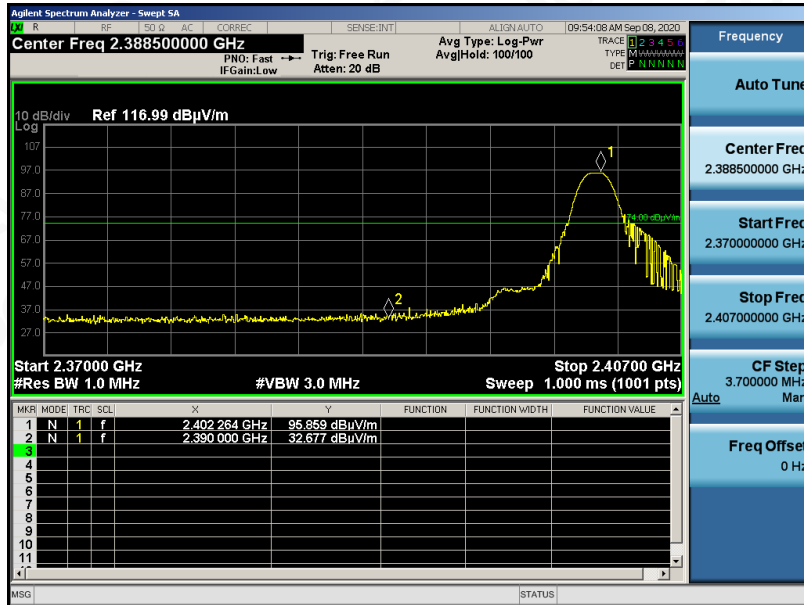 Agilent Spectrum Analyzer - Swept SA
LXI R RF 50 Ω AC CORREC SENSE:INT ALIGN AUTO 09:54:08 AM Sep 08, 2020
Center Freq 2.388500000 GHz
PNO: Fast
IFGain:Low
Trig: Free Run
Atten: 20 dB
Avg Type: Log-Pwr
Avg|Hold: 100/100
TRACE 1 2 3 4 5 6
TYPE M
DET P N N N N N
10 dB/div Ref 116.99 dBµV/m
Log
107
97.0
87.0
77.0
67.0
57.0
47.0
37.0
27.0
1
74.00 dBµV/m
2
Start 2.37000 GHz Stop 2.40700 GHz
#Res BW 1.0 MHz #VBW 3.0 MHz Sweep 1.000 ms (1001 pts)
MKR MODE TRC SCL X Y FUNCTION FUNCTION WIDTH FUNCTION VALUE
1 N 1 f 2.402 264 GHz 95.859 dBµV/m
2 N 1 f 2.390 000 GHz 32.677 dBµV/m
3
4
5
6
7
8
9
10
11
MSG STATUS
Frequency
Auto Tune
Center Freq
2.388500000 GHz
Start Freq
2.370000000 GHz
Stop Freq
2.407000000 GHz
CF Step
3.700000 MHz
Auto Man
Freq Offset
0 Hz